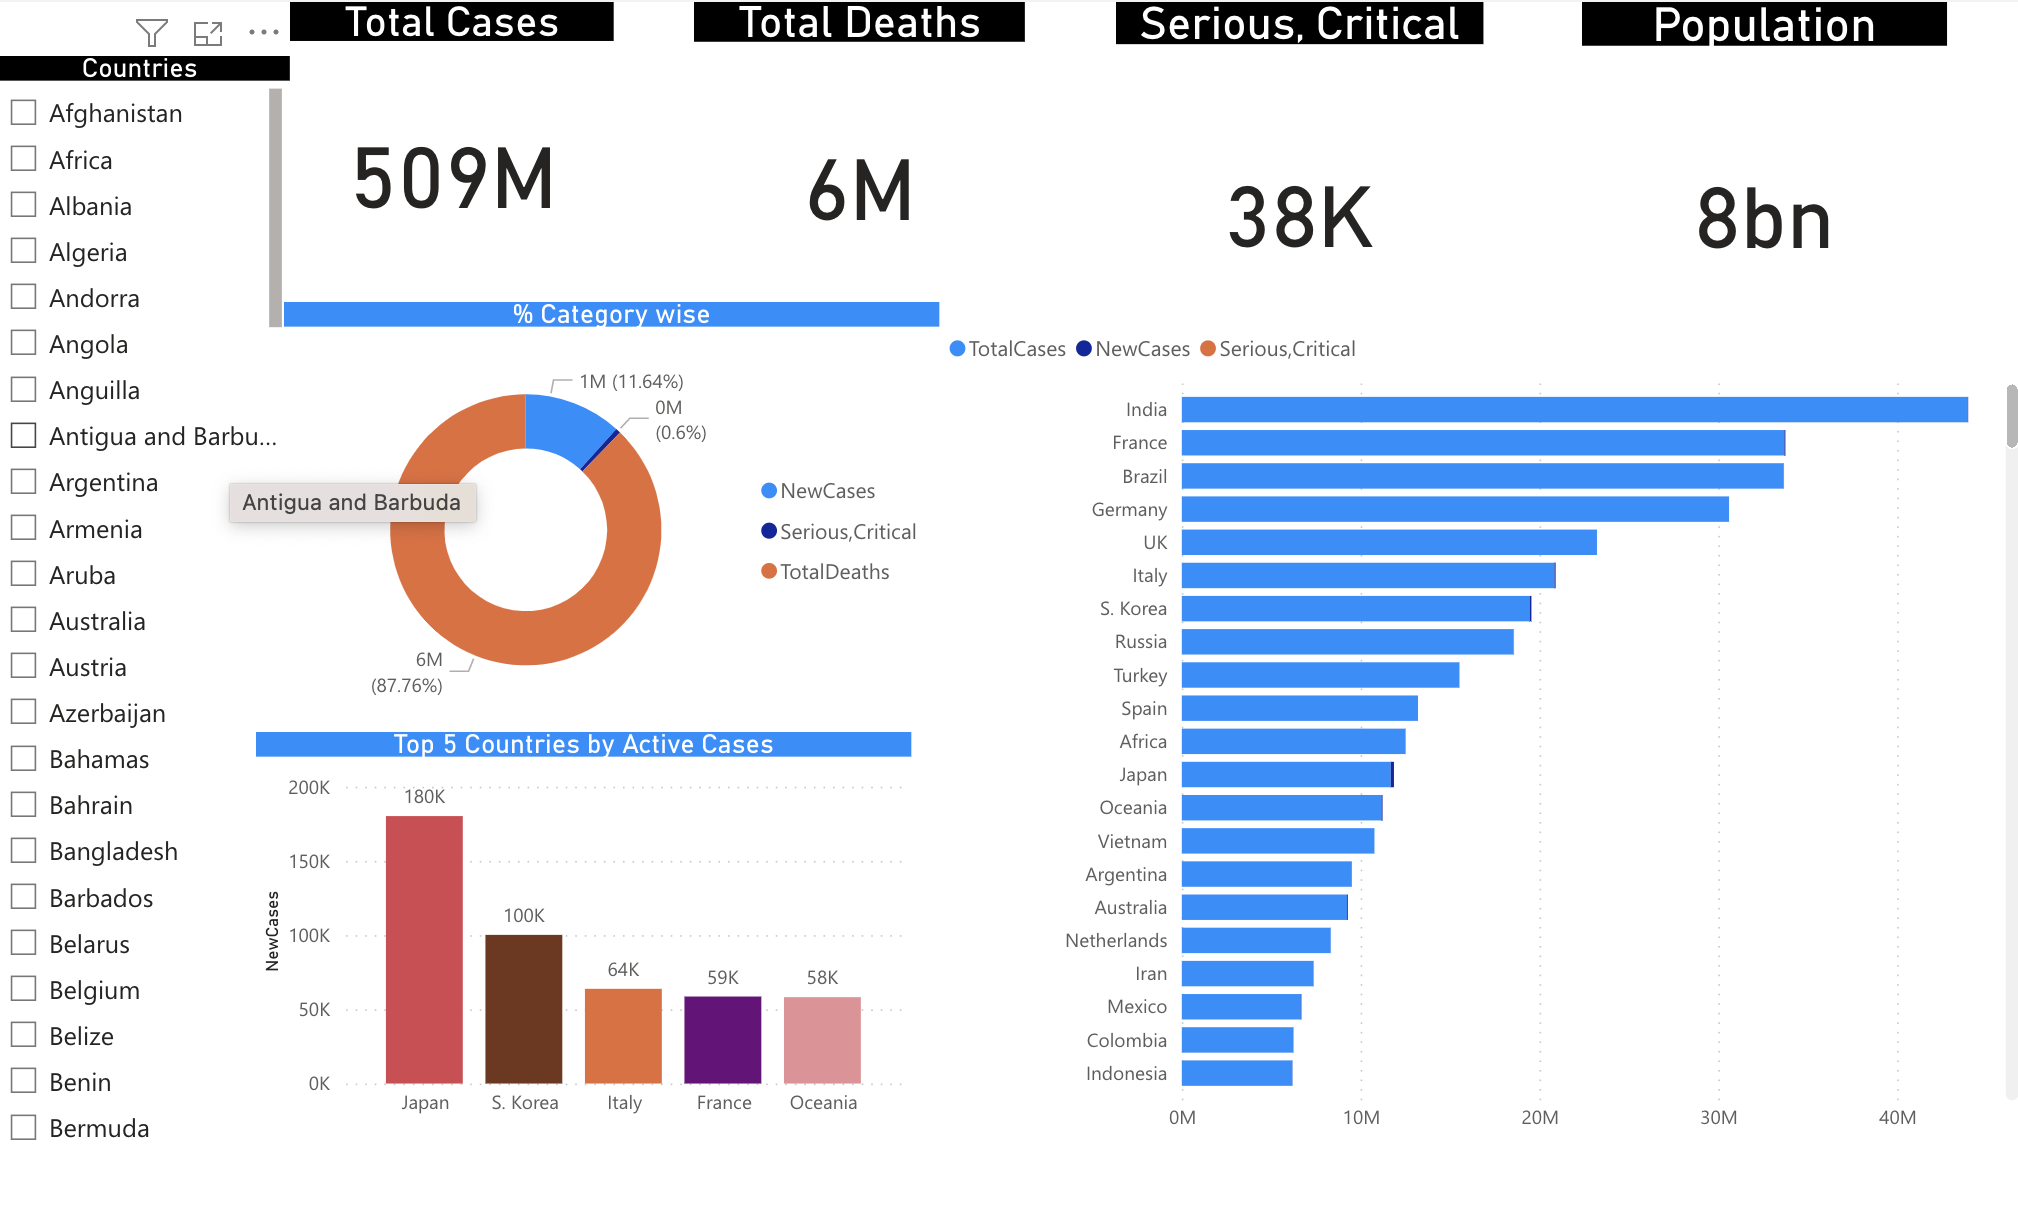 Total Cases
Total Deaths
Serious, Critical
Population
Countries
Afghanistan
Africa
Albania
Algeria
Andorra
Angola
Anguilla
Antigua and Barbu...
Argentina
Armenia
Aruba
Australia
Austria
Azerbaijan
Bahamas
Bahrain
Bangladesh
Barbados
Belarus
Belgium
Belize
Benin
Bermuda
Antigua and Barbuda
509M
6M
38K
8bn
% Category wise
1M (11.64%)
0M
(0.6%)
6M
(87.76%)
NewCases
Serious,Critical
TotalDeaths
Top 5 Countries by Active Cases
NewCases
200K
150K
100K
50K
0K
180K
100K
64K
59K
58K
Japan
S. Korea
Italy
France
Oceania
TotalCases
NewCases
Serious,Critical
India
France
Brazil
Germany
UK
Italy
S. Korea
Russia
Turkey
Spain
Africa
Japan
Oceania
Vietnam
Argentina
Australia
Netherlands
Iran
Mexico
Colombia
Indonesia
0M
10M
20M
30M
40M